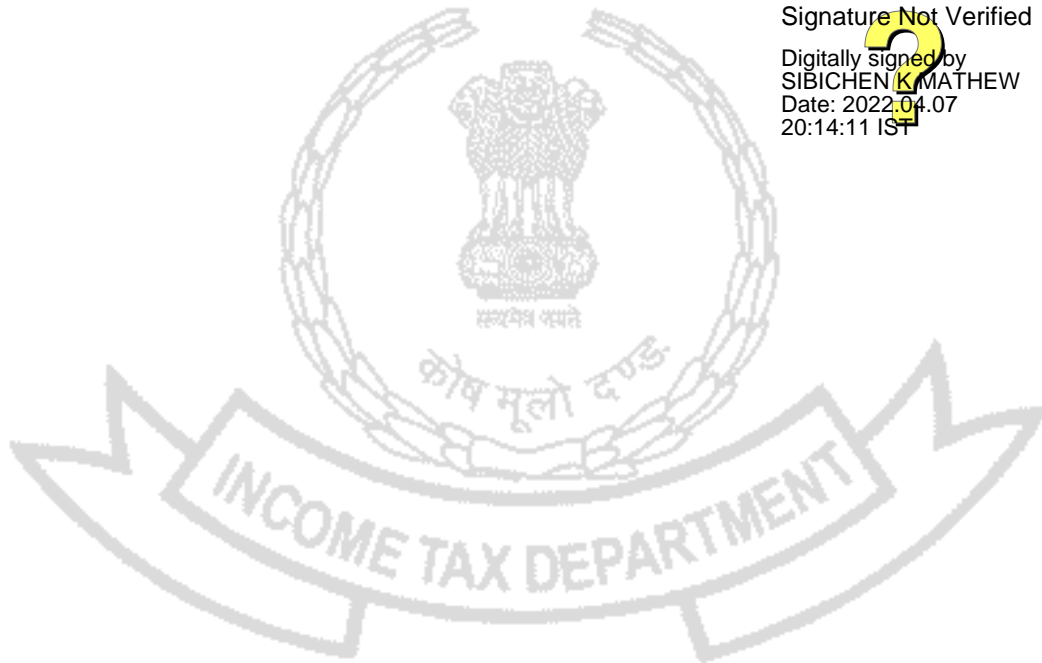 Signature Not Verified
Digitally signed by
SIBICHEN K MATHEW
Date: 2022.04.07
20:14:11 IST
सत्यमेव जयते
कोष मूलो दण्ड:
INCOME TAX DEPARTMENT